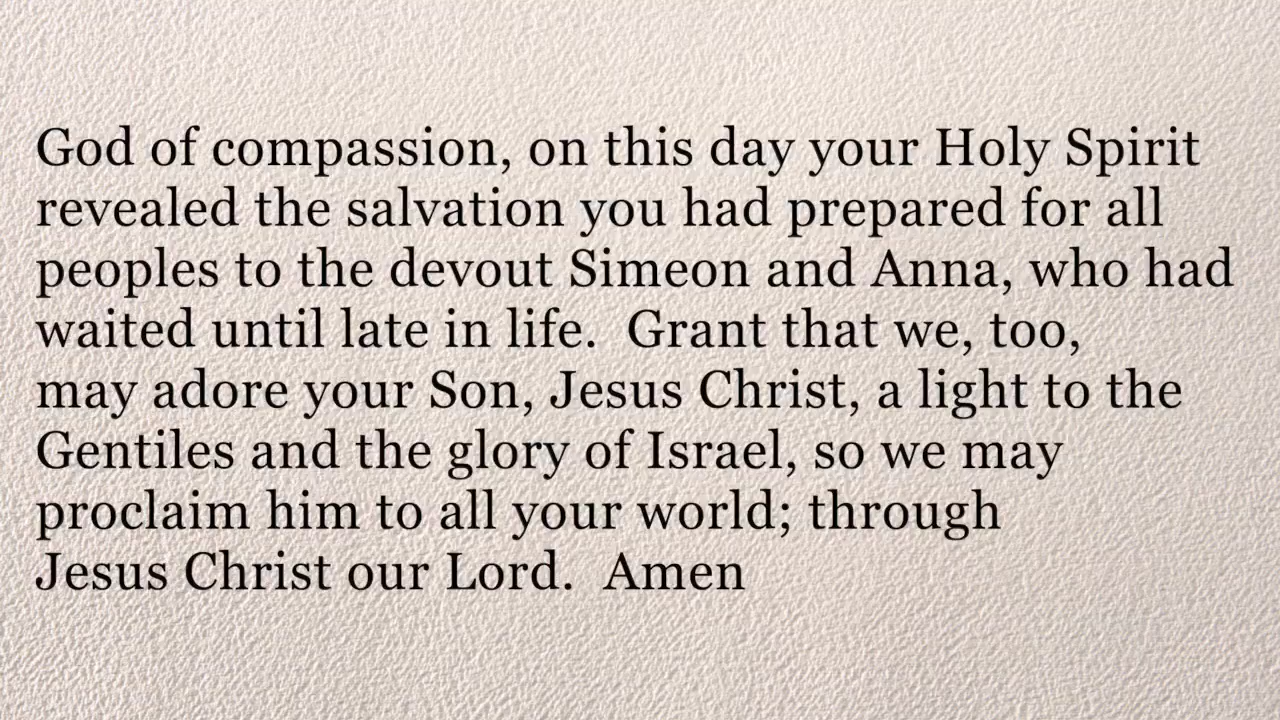 God of compassion, on this day your Holy Spirit
revealed the salvation you had prepared for all
peoples to the devout Simeon and Anna, who had
waited until late in life.  Grant that we, too,
may adore your Son, Jesus Christ, a light to the
Gentiles and the glory of Israel, so we may
proclaim him to all your world; through
Jesus Christ our Lord.  Amen